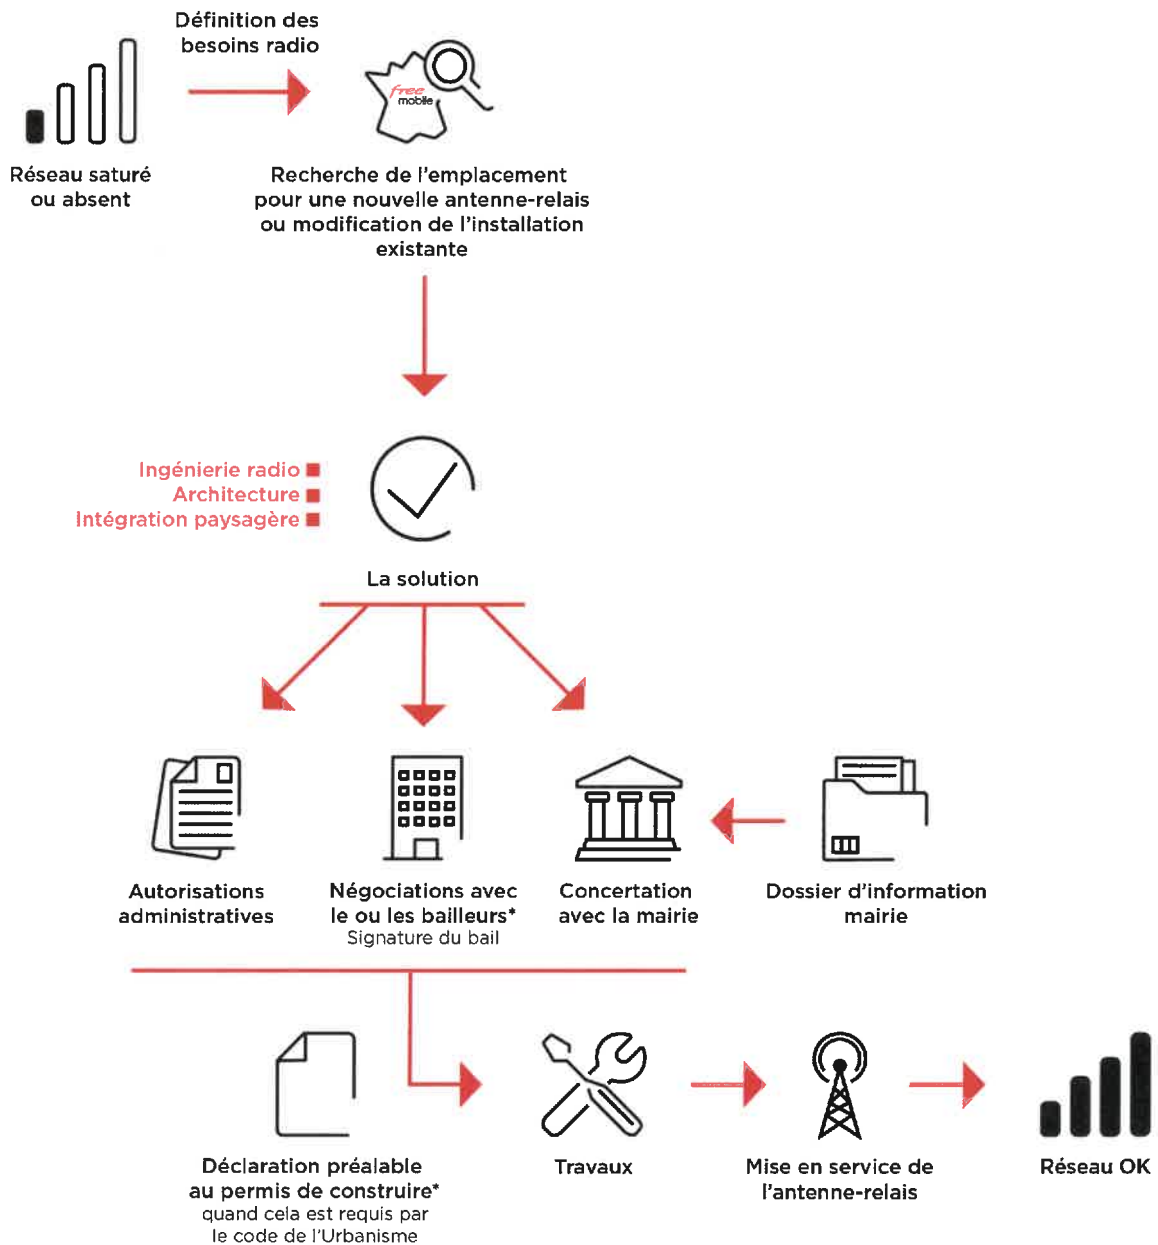 Définition des
besoins radio
free
mobile
Réseau saturé
ou absent
Recherche de l'emplacement
pour une nouvelle antenne-relais
ou modification de l'installation
existante
Ingénierie radio
Architecture
Intégration paysagère
La solution
Autorisations
administratives
Négociations avec
le ou les bailleurs*
Signature du bail
Concertation
avec la mairie
Dossier d'information
mairie
Déclaration préalable
au permis de construire*
quand cela est requis par
le code de l'Urbanisme
Travaux
Mise en service de
l'antenne-relais
Réseau OK